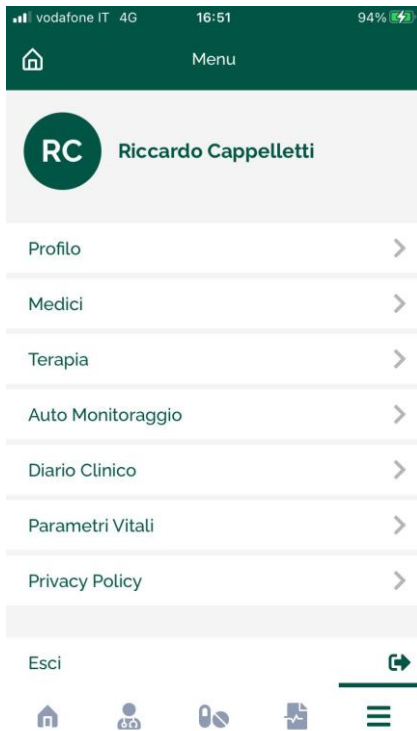 vodafone IT 4G 16:51 94%
Menu
RC Riccardo Cappelletti
Profilo
Medici
Terapia
Auto Monitoraggio
Diario Clinico
Parametri Vitali
Privacy Policy
Esci